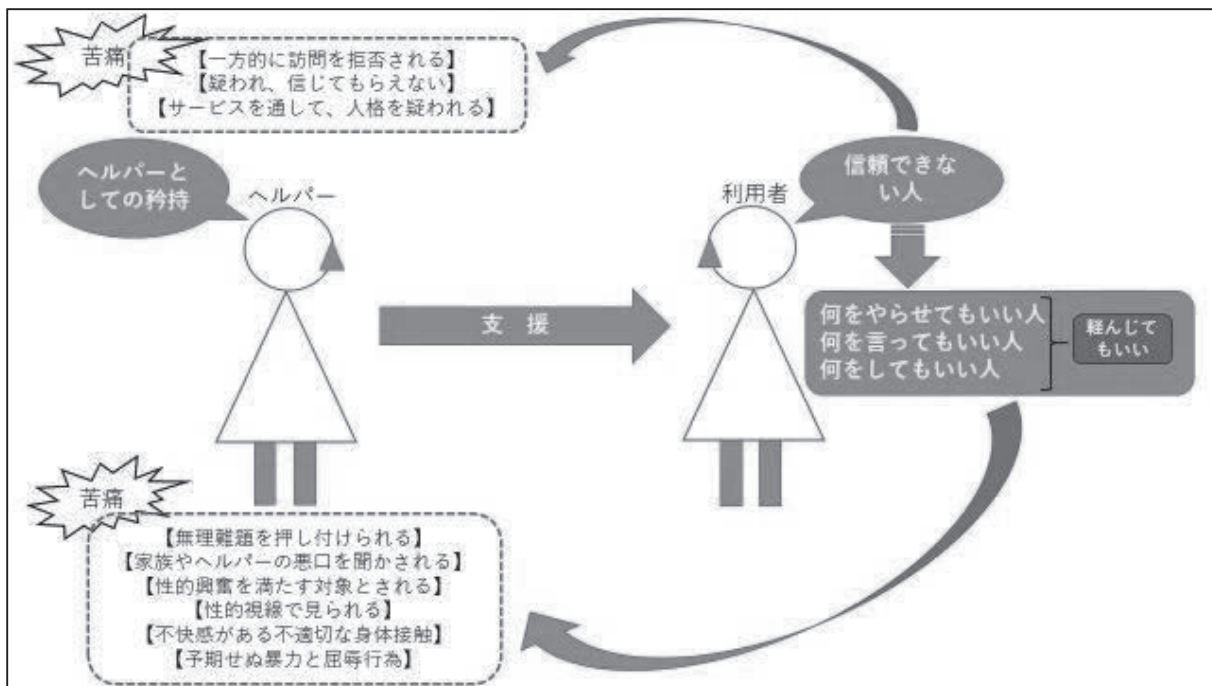 苦痛
【一方的に訪問を拒否される】
【疑われ、信じてもらえない】
【サービスを通して、人格を疑われる】
ヘルパーと
しての矜持
ヘルパー
利用者
信頼できな
い人
支 援
何をやらせてもいい人
何を言ってもいい人
何をしてもいい人
軽んじて
もいい
苦痛
【無理難題を押し付けられる】
【家族やヘルパーの悪口を聞かされる】
【性的興奮を満たす対象とされる】
【性的視線で見られる】
【不快感がある不適切な身体接触】
【予期せぬ暴力と屈辱行為】